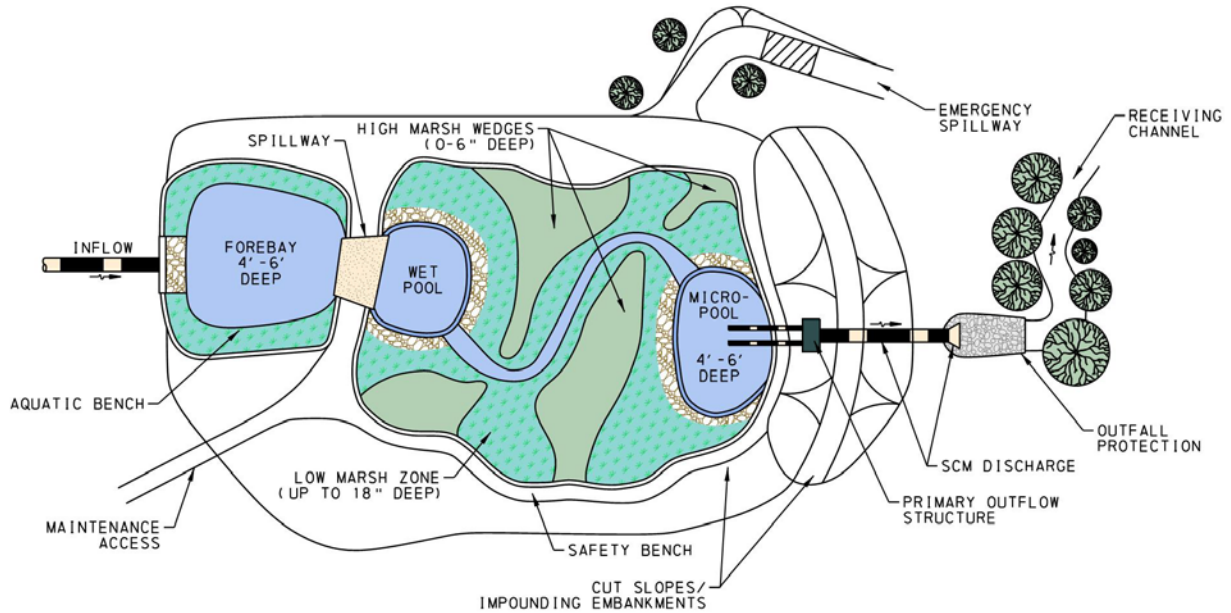 EMERGENCY
SPILLWAY
RECEIVING
CHANNEL
HIGH MARSH WEDGES
(0-6" DEEP)
SPILLWAY
INFLOW
FOREBAY
4'-6'
DEEP
WET
POOL
MICRO-
POOL
4'-6'
DEEP
AQUATIC BENCH
OUTFALL
PROTECTION
SCM DISCHARGE
LOW MARSH ZONE
(UP TO 18" DEEP)
PRIMARY OUTFLOW
STRUCTURE
MAINTENANCE
ACCESS
SAFETY BENCH
CUT SLOPES/
IMPOUNDING EMBANKMENTS